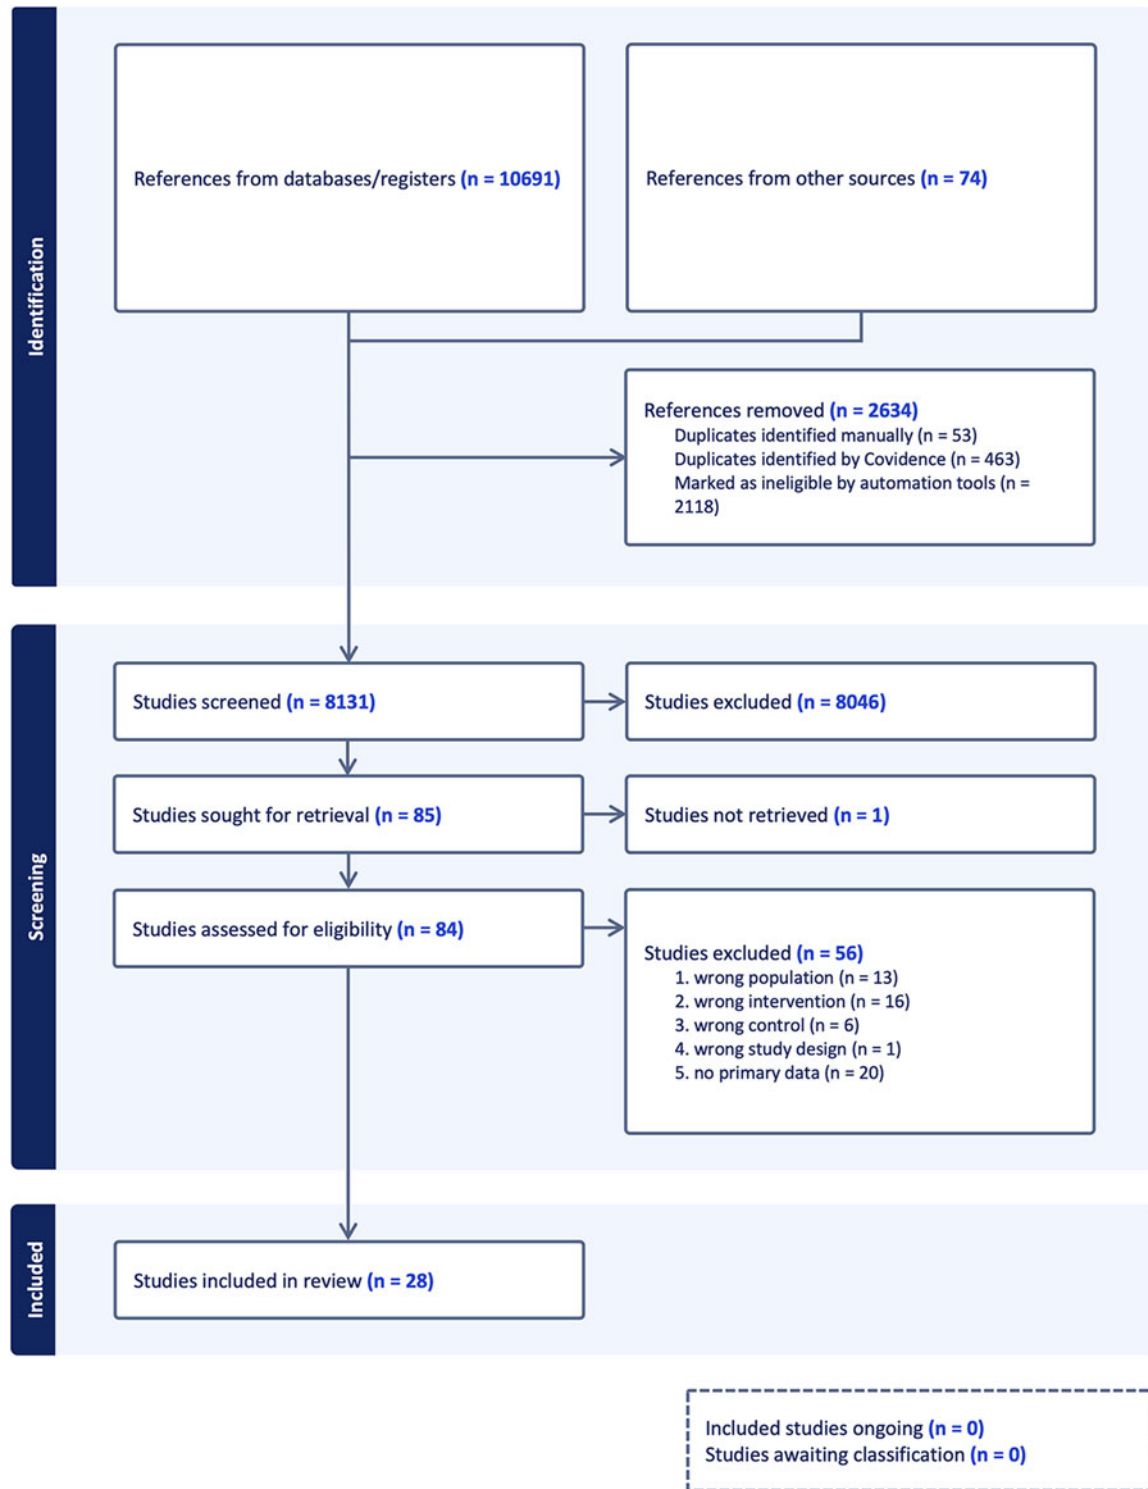 Identification
References from databases/registers (n = 10691)
References from other sources (n = 74)
References removed (n = 2634)
Duplicates identified manually (n = 53)
Duplicates identified by Covidence (n = 463)
Marked as ineligible by automation tools (n =
2118)
Screening
Studies screened (n = 8131)
Studies excluded (n = 8046)
Studies sought for retrieval (n = 85)
Studies not retrieved (n = 1)
Studies assessed for eligibility (n = 84)
Studies excluded (n = 56)
1. wrong population (n = 13)
2. wrong intervention (n = 16)
3. wrong control (n = 6)
4. wrong study design (n = 1)
5. no primary data (n = 20)
Included
Studies included in review (n = 28)
Included studies ongoing (n = 0)
Studies awaiting classification (n = 0)